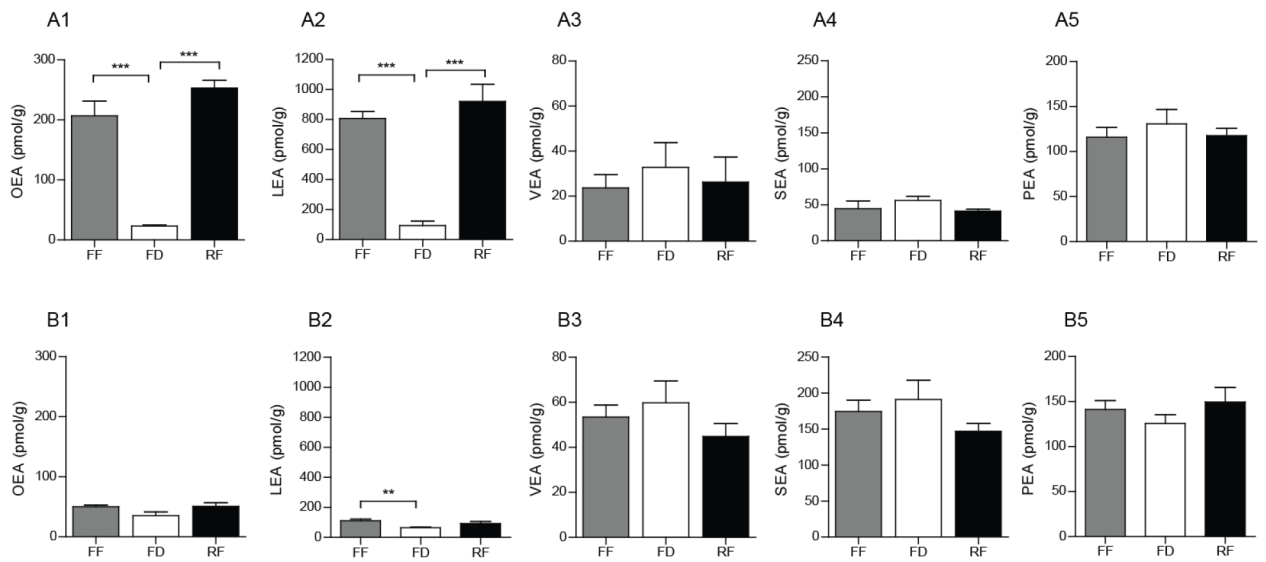 A1
A2
A3
A4
A5
300
200
100
0
OEA (pmol/g)
***
***
FF
FD
RF
1200
1000
800
600
400
200
0
LEA (pmol/g)
***
***
FF
FD
RF
80
60
40
20
0
VEA (pmol/g)
FF
FD
RF
250
200
150
100
50
0
SEA (pmol/g)
FF
FD
RF
200
150
100
50
0
PEA (pmol/g)
FF
FD
RF
B1
B2
B3
B4
B5
300
200
100
0
OEA (pmol/g)
FF
FD
RF
1200
1000
800
600
400
200
0
LEA (pmol/g)
**
FF
FD
RF
80
60
40
20
0
VEA (pmol/g)
FF
FD
RF
250
200
150
100
50
0
SEA (pmol/g)
FF
FD
RF
200
150
100
50
0
PEA (pmol/g)
FF
FD
RF